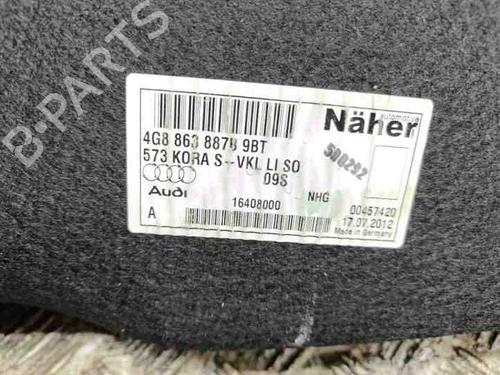 Näher
automotive
500292
4G8 863 887B 9BT
573 KORA S--VKL LI SO
09S
Audi
NHG
A
16408000
00457420
17.07.2012
Made in Germany
B-PARTS